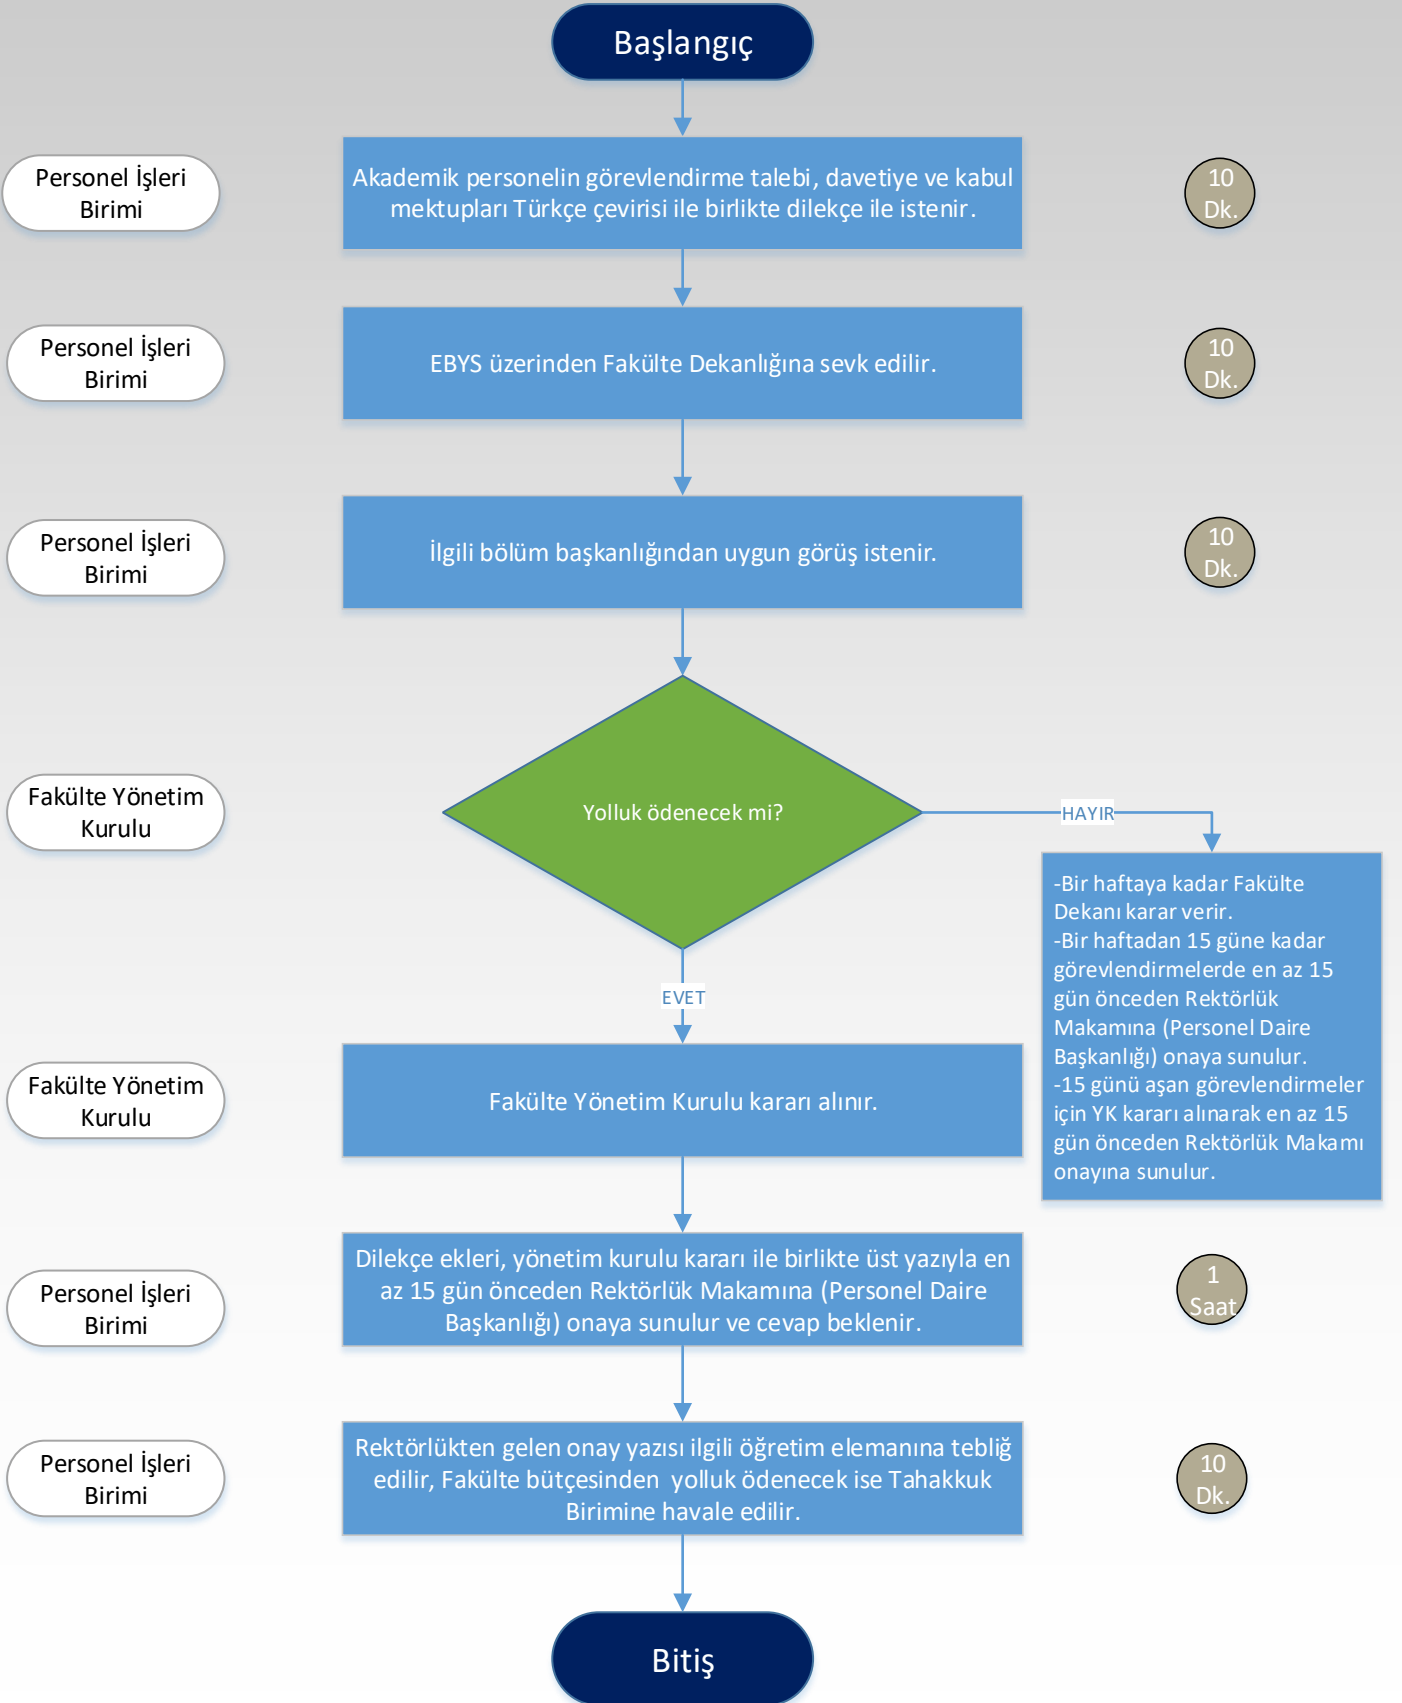 Başlangıç
Personel İşleri
Birimi
Akademik personelin görevlendirme talebi, davetiye ve kabul
mektupları Türkçe çevirisi ile birlikte dilekçe ile istenir.
10
Dk.
Personel İşleri
Birimi
EBYS üzerinden Fakülte Dekanlığına sevk edilir.
10
Dk.
Personel İşleri
Birimi
İlgili bölüm başkanlığından uygun görüş istenir.
10
Dk.
Fakülte Yönetim
Kurulu
Yolluk ödenecek mi?
HAYIR
-Bir haftaya kadar Fakülte
Dekanı karar verir.
-Bir haftadan 15 güne kadar
görevlendirmelerde en az 15
gün önceden Rektörlük
Makamına (Personel Daire
Başkanlığı) onaya sunulur.
-15 günü aşan görevlendirmeler
için YK kararı alınarak en az 15
gün önceden Rektörlük Makamı
onayına sunulur.
EVET
Fakülte Yönetim
Kurulu
Fakülte Yönetim Kurulu kararı alınır.
Personel İşleri
Birimi
Dilekçe ekleri, yönetim kurulu kararı ile birlikte üst yazıyla en
az 15 gün önceden Rektörlük Makamına (Personel Daire
Başkanlığı) onaya sunulur ve cevap beklenir.
1
Saat
Personel İşleri
Birimi
Rektörlükten gelen onay yazısı ilgili öğretim elemanına tebliğ
edilir, Fakülte bütçesinden yolluk ödenecek ise Tahakkuk
Birimine havale edilir.
10
Dk.
Bitiş